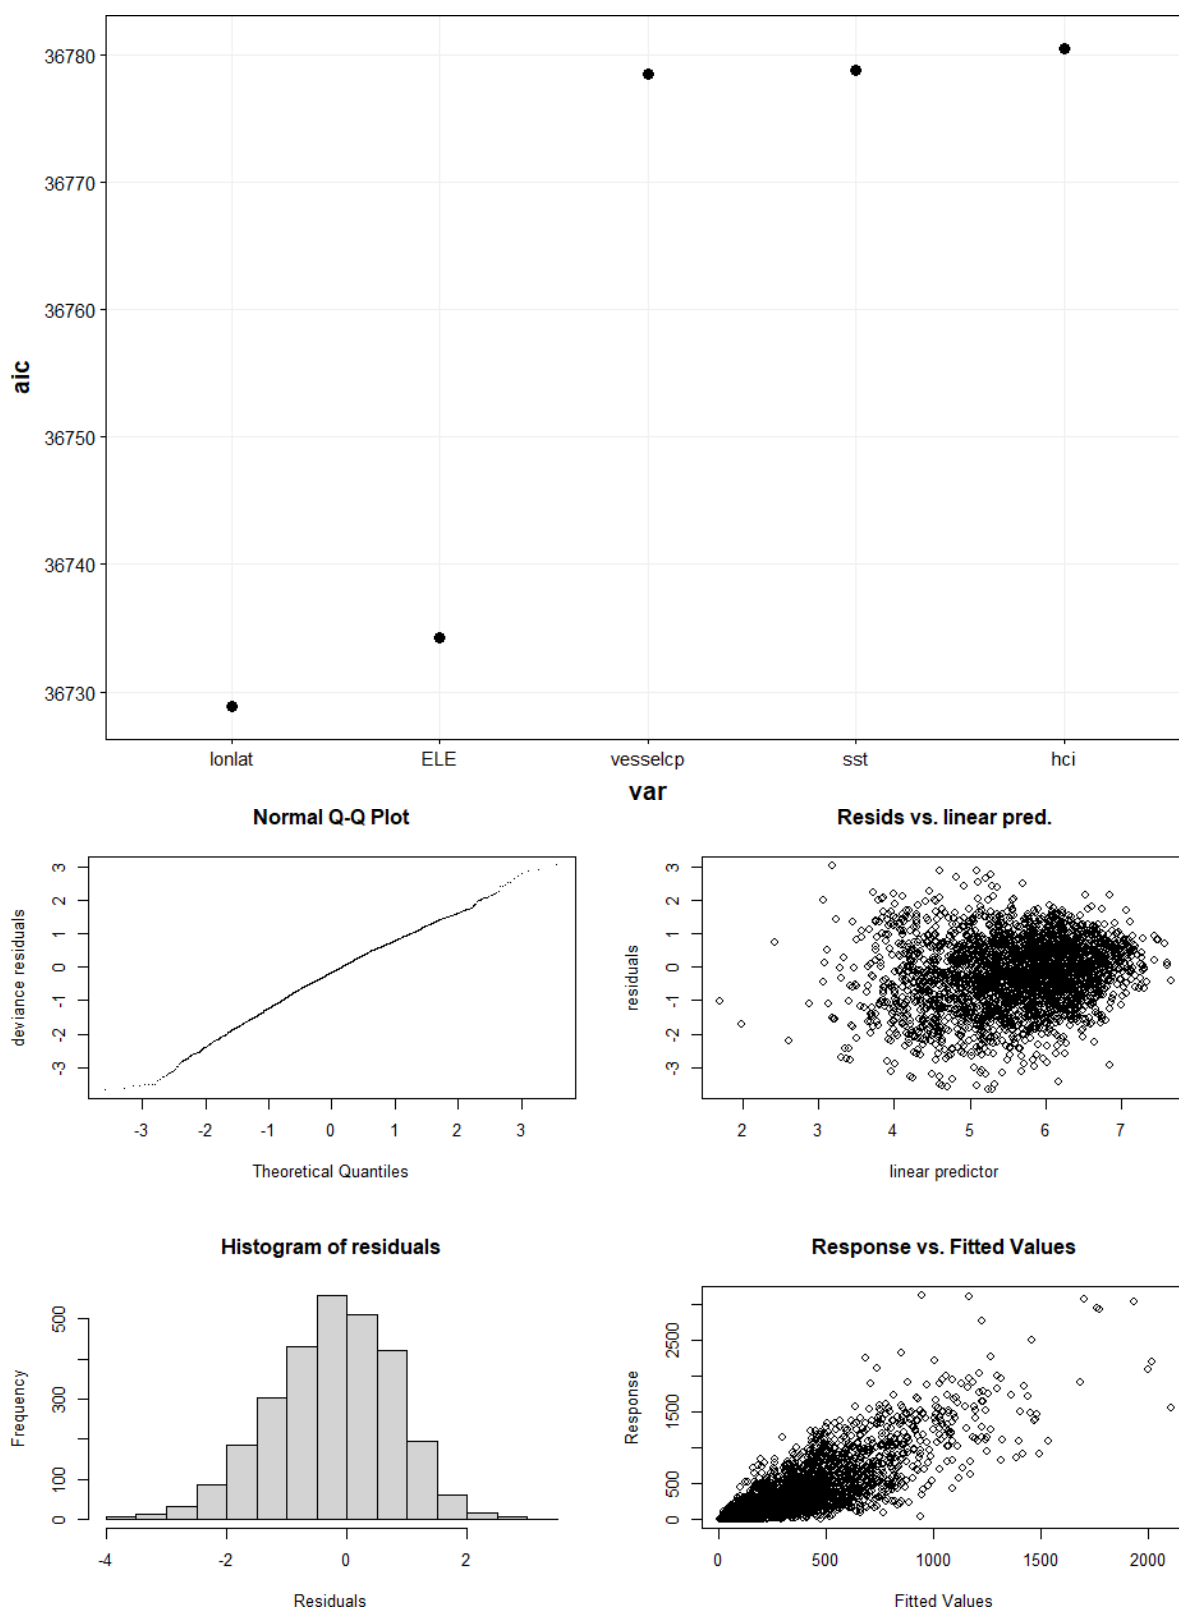 36780
36770
36760
36750
36740
36730
aic
lonlat ELE vesselcp sst hci
var
Normal Q-Q Plot
3
2
1
0
-1
-2
-3
deviance residuals
-3 -2 -1 0 1 2 3
Theoretical Quantiles
Resids vs. linear pred.
3
2
1
0
-1
-2
-3
residuals
2 3 4 5 6 7
linear predictor
Histogram of residuals
500
300
100
0
Frequency
-4 -2 0 2
Residuals
Response vs. Fitted Values
2500
1500
500
0
Response
0 500 1000 1500 2000
Fitted Values